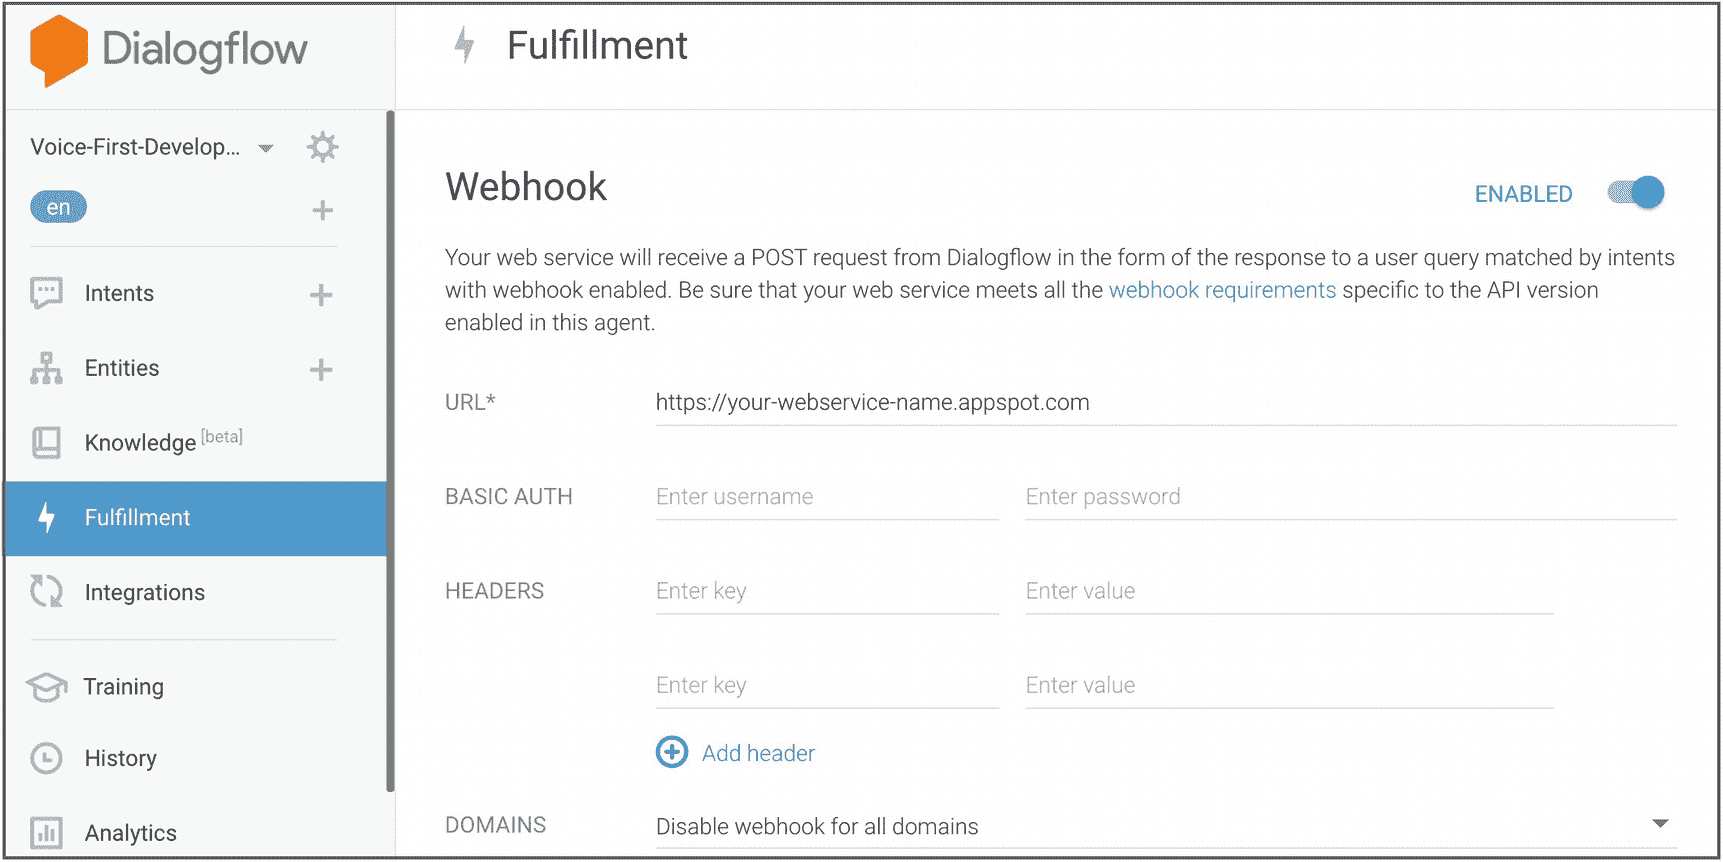 Dialogflow
Voice-First-Develop...
en
Intents
Entities
Knowledge [beta]
Fulfillment
Integrations
Training
History
Analytics
Fulfillment
Webhook
ENABLED
Your web service will receive a POST request from Dialogflow in the form of the response to a user query matched by intents
with webhook enabled. Be sure that your web service meets all the webhook requirements specific to the API version
enabled in this agent.
URL* https://your-webservice-name.appspot.com
BASIC AUTH Enter username Enter password
HEADERS Enter key Enter value
Enter key Enter value
Add header
DOMAINS Disable webhook for all domains